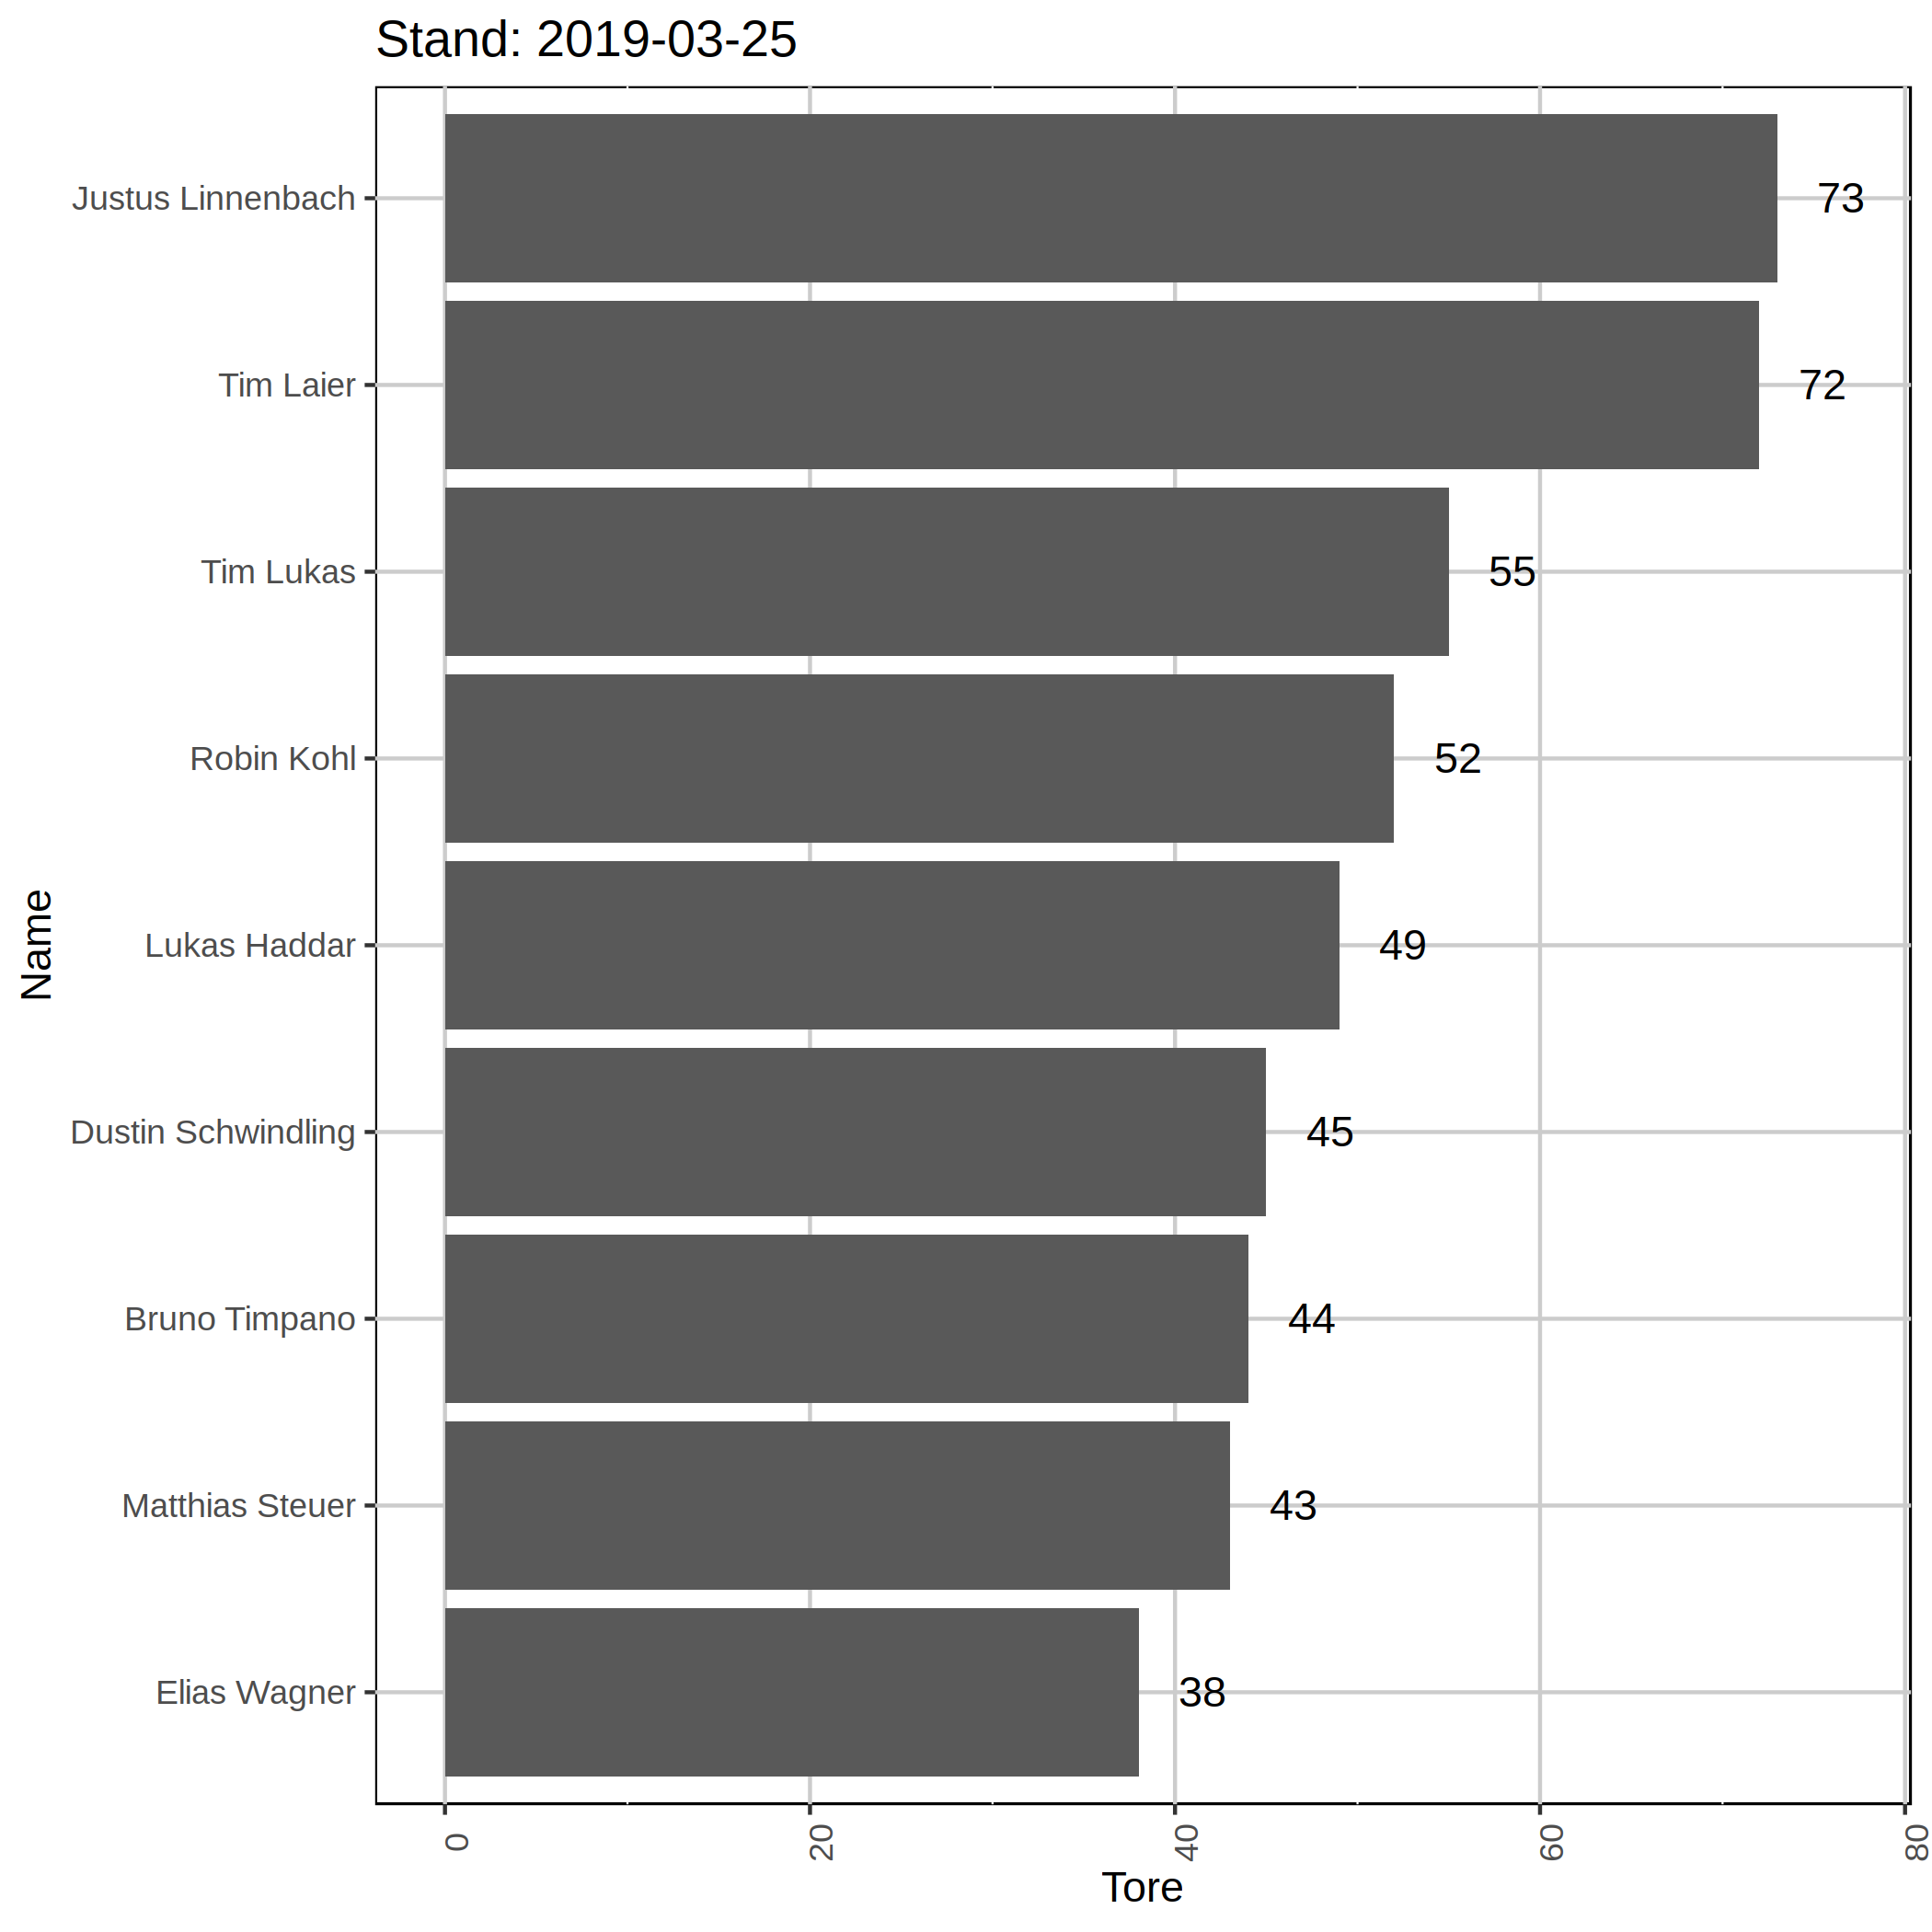 Stand: 2019-03-25
Justus Linnenbach 73
Tim Laier 72
Tim Lukas 55
Robin Kohl 52
Lukas Haddar 49
Dustin Schwindling 45
Bruno Timpano 44
Matthias Steuer 43
Elias Wagner 38
Name
0 20 40 60 80
Tore